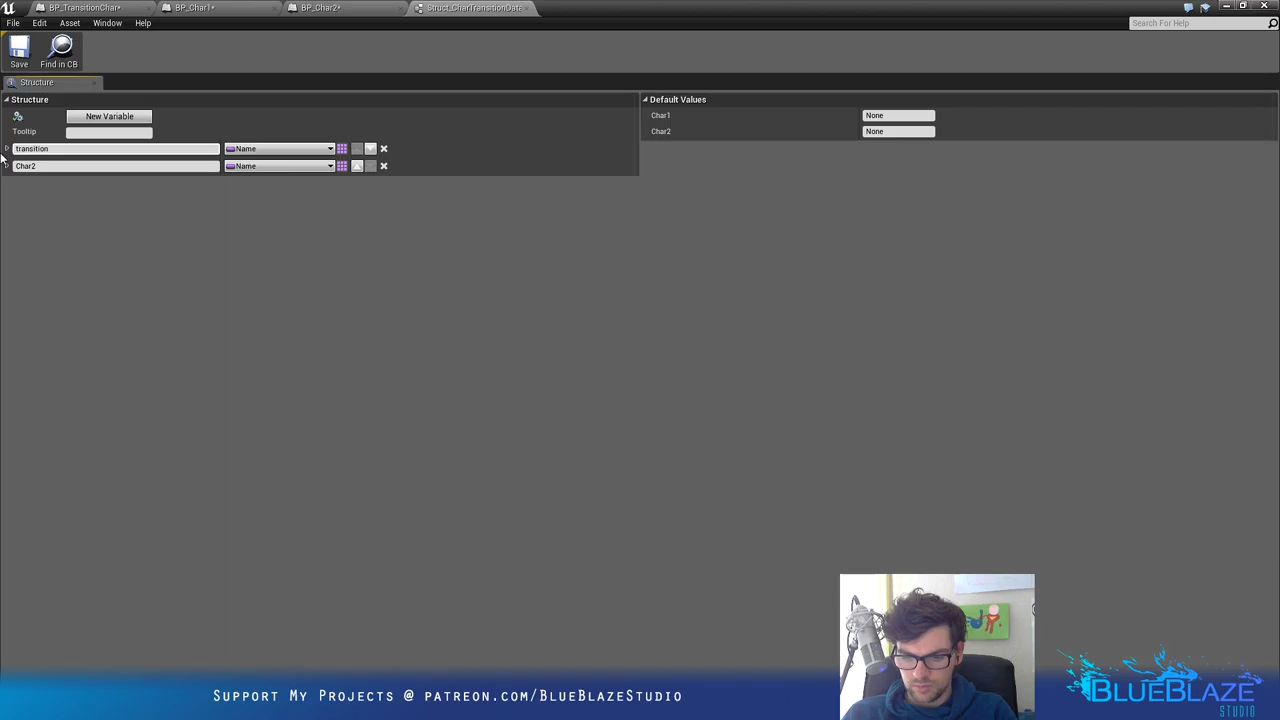 BP_TransitionChar*
BP_Char1*
BP_Char2*
Struct_CharTransitionData
File Edit Asset Window Help
Search For Help
Save
Find in CB
Structure
Structure
New Variable
Tooltip
transition
Name
Char2
Name
Default Values
Char1
None
Char2
None
Support My Projects @ patreon.com/BlueBlazeStudio
BLUEBLAZE
STUDIO